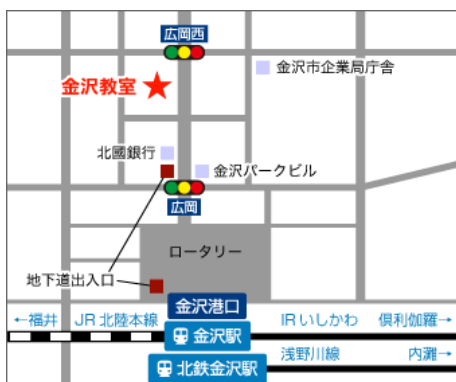 広岡西
金沢市企業局庁舎
金沢教室
北國銀行
金沢パークビル
広岡
ロータリー
地下道出入口
金沢港口
←福井
JR北陸本線
IRいしかわ
倶利伽羅→
金沢駅
浅野川線
内灘→
北鉄金沢駅